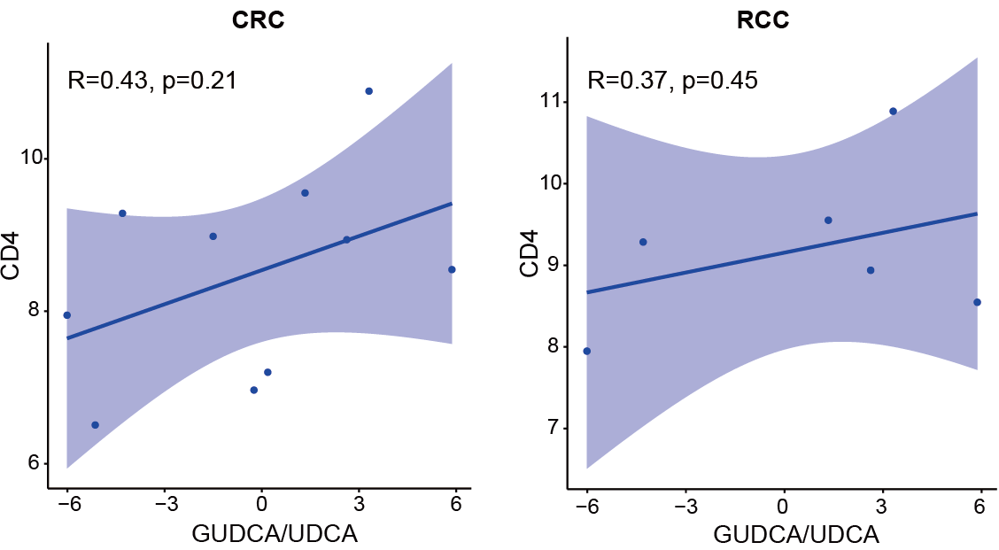 CRC
R=0.43, p=0.21
10
8
6
CD4
−6 −3 0 3 6
GUDCA/UDCA
RCC
R=0.37, p=0.45
11
10
9
8
7
CD4
−6 −3 0 3 6
GUDCA/UDCA